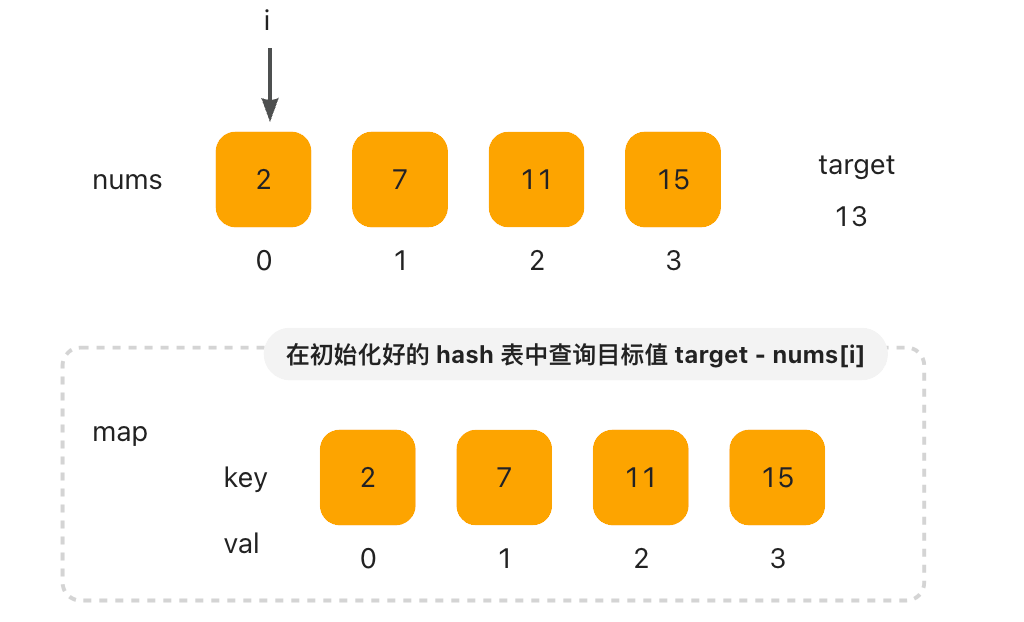 i
nums 2 7 11 15
0 1 2 3
target
13
在初始化好的 hash 表中查询目标值 target - nums[i]
map
key 2 7 11 15
val 0 1 2 3